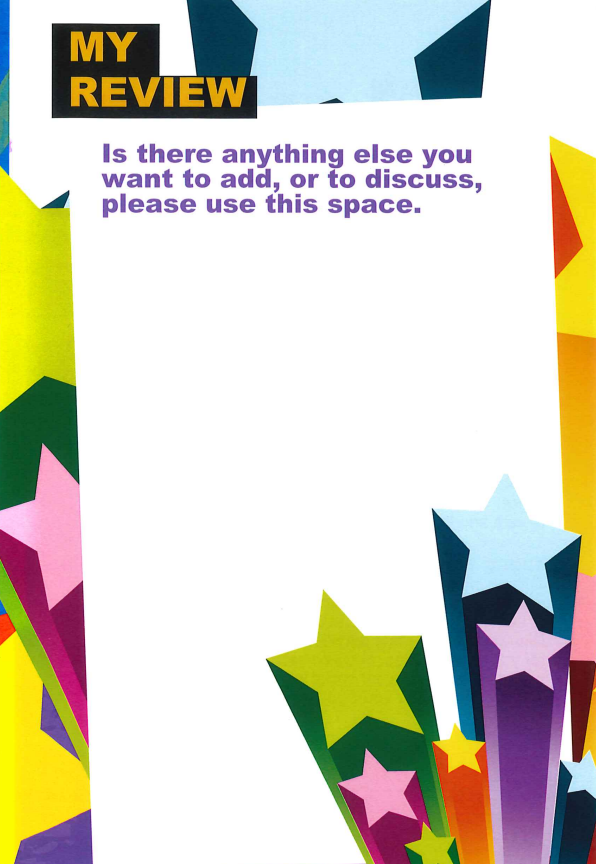 MY
REVIEW
Is there anything else you
want to add, or to discuss,
please use this space.